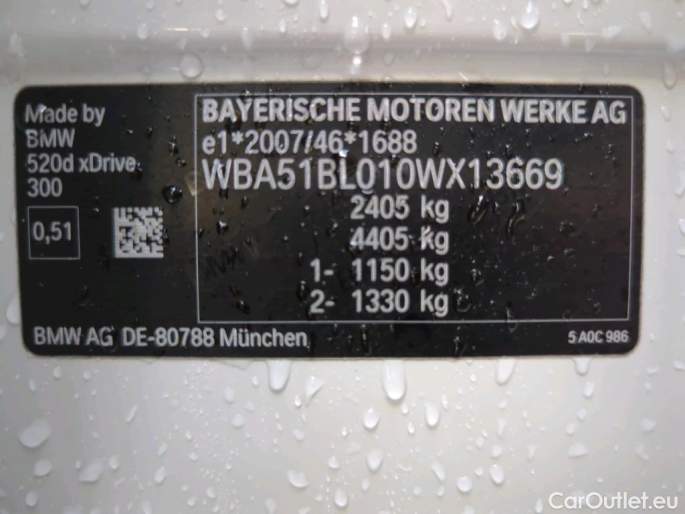 Made by
BMW
520d xDrive
300
0,51
BAYERISCHE MOTOREN WERKE AG
e1*2007/46*1688
WBA51BL010WX13669
2405 kg
4405 kg
1- 1150 kg
2- 1330 kg
BMW AG DE-80788 München
5 A0C 986
CarOutlet.eu